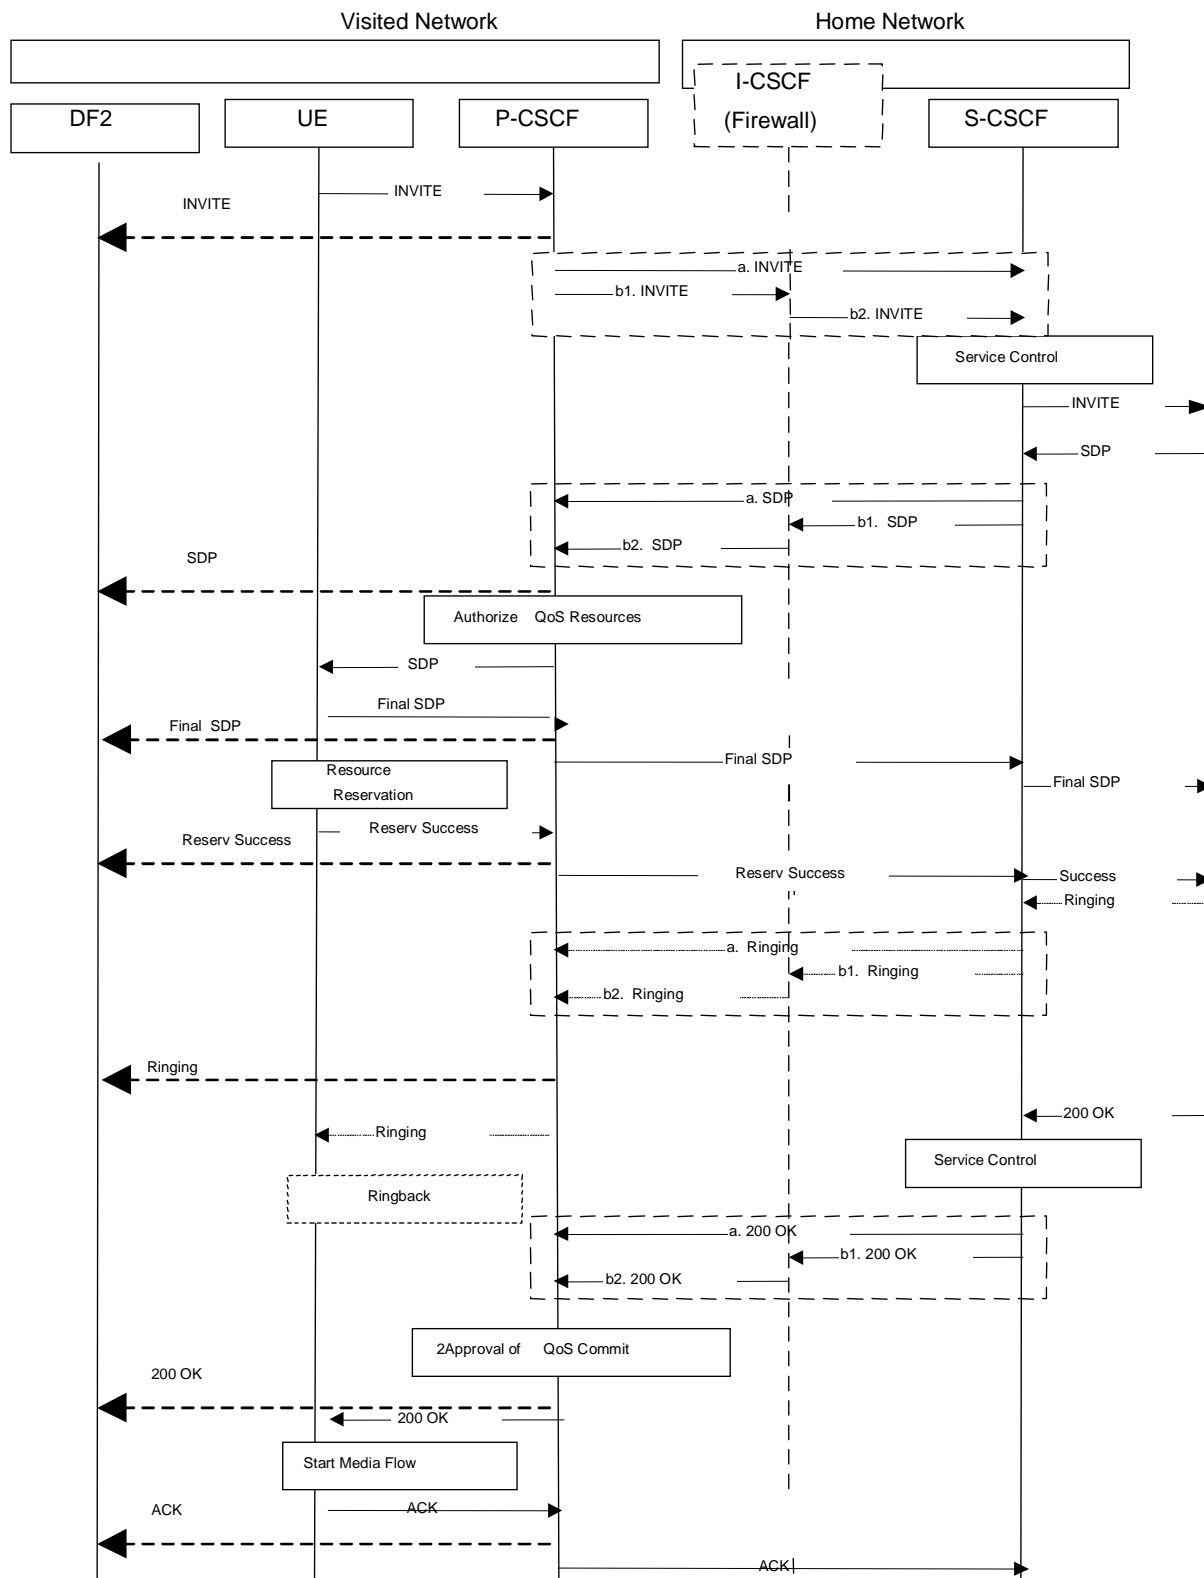 Visited Network
Home Network
I-CSCF
(Firewall)
DF2
UE
P-CSCF
S-CSCF
INVITE
INVITE
a. INVITE
b1. INVITE
b2. INVITE
Service Control
INVITE
SDP
a. SDP
b1. SDP
b2. SDP
SDP
Authorize QoS Resources
SDP
Final SDP
Final SDP
Final SDP
Resource
Reservation
Final SDP
Reserv Success
Reserv Success
Reserv Success
Success
Ringing
a. Ringing
b1. Ringing
b2. Ringing
Ringing
200 OK
Ringing
Service Control
Ringback
a. 200 OK
b1. 200 OK
b2. 200 OK
2Approval of QoS Commit
200 OK
200 OK
Start Media Flow
ACK
ACK
ACK